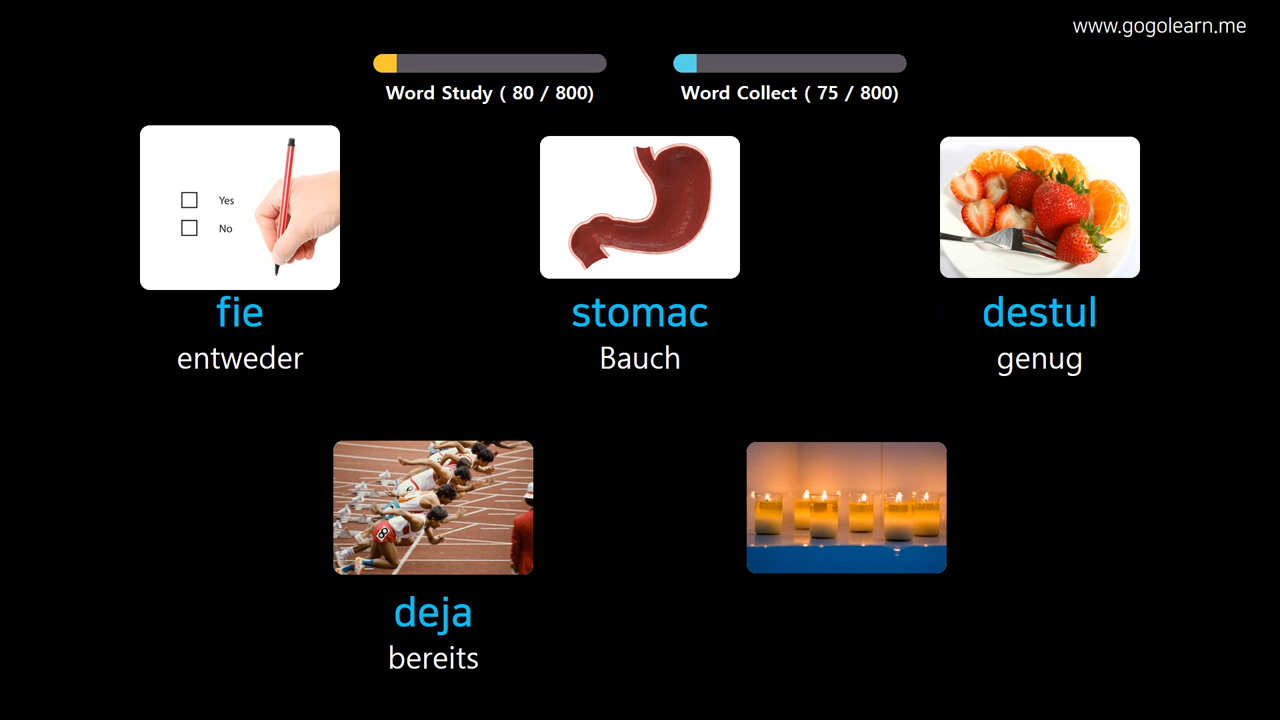 www.gogolearn.me
Word Study ( 80 / 800)
Word Collect ( 75 / 800)
Yes
No
fie
entweder
stomac
Bauch
destul
genug
8
deja
bereits